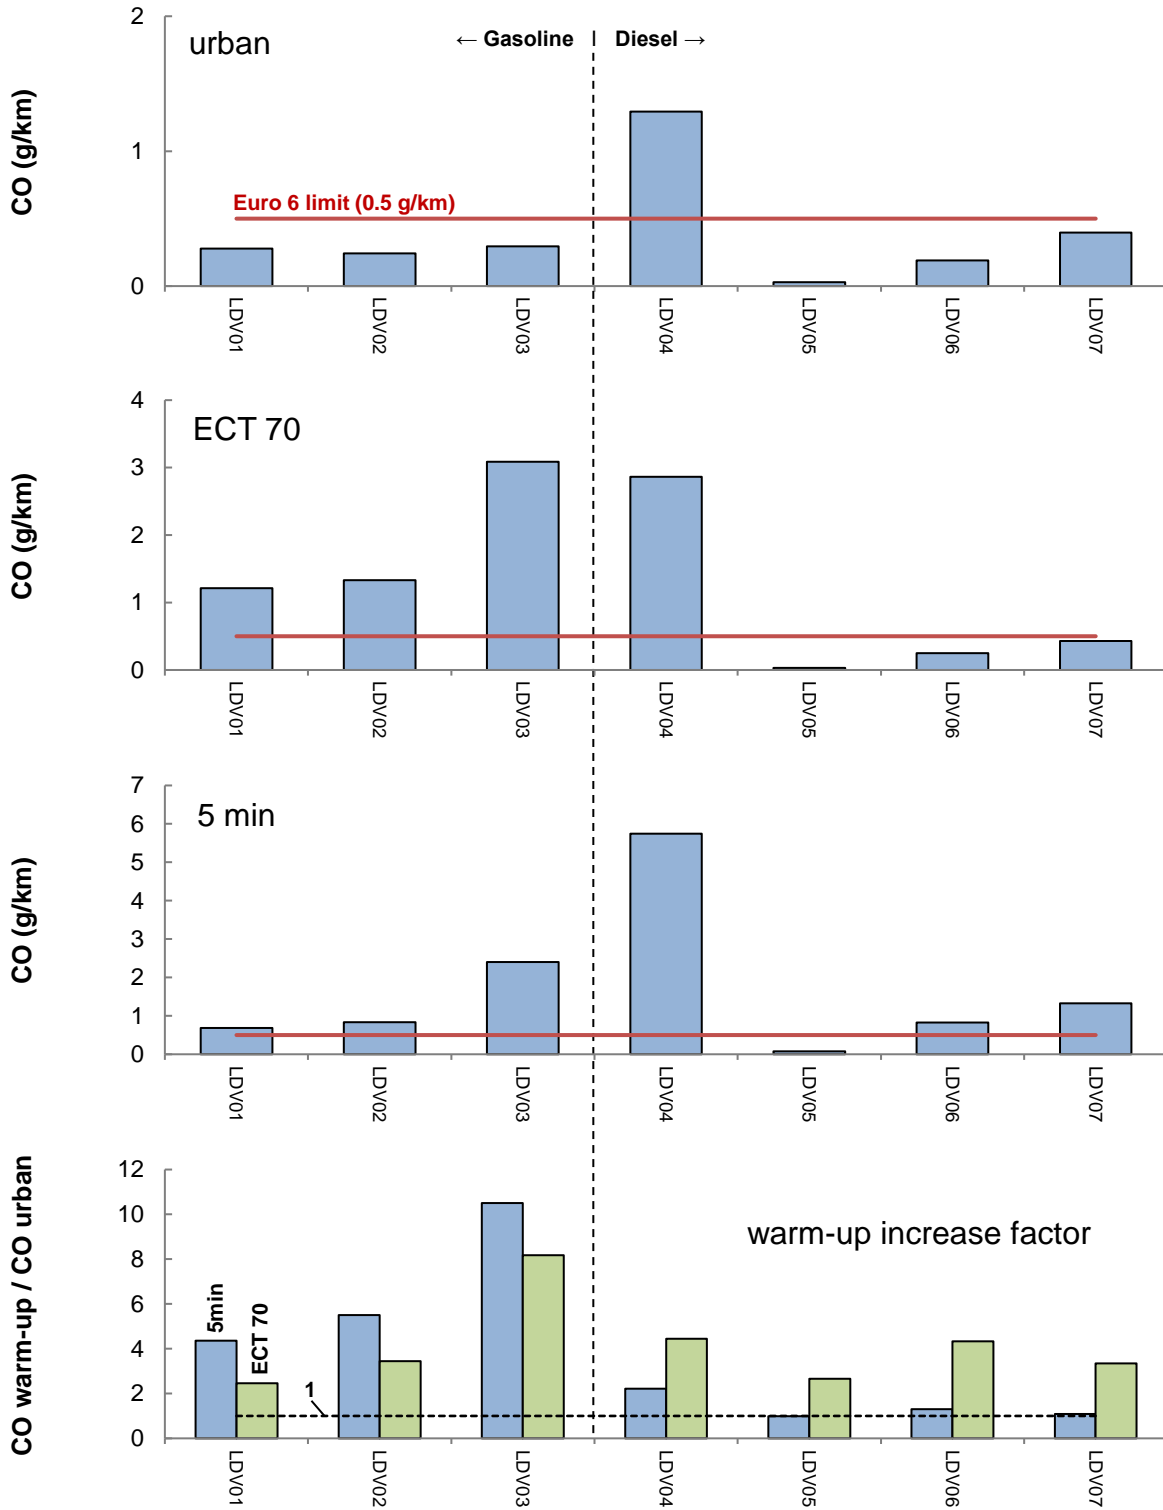 urban
← Gasoline | Diesel →
CO (g/km)
2
1
0
Euro 6 limit (0.5 g/km)
LDV01
LDV02
LDV03
LDV04
LDV05
LDV06
LDV07
ECT 70
CO (g/km)
4
3
2
1
0
LDV01
LDV02
LDV03
LDV04
LDV05
LDV06
LDV07
5 min
CO (g/km)
7
6
5
4
3
2
1
0
LDV01
LDV02
LDV03
LDV04
LDV05
LDV06
LDV07
warm-up increase factor
CO warm-up / CO urban
12
10
8
6
4
2
0
5min
ECT 70
1
LDV01
LDV02
LDV03
LDV04
LDV05
LDV06
LDV07